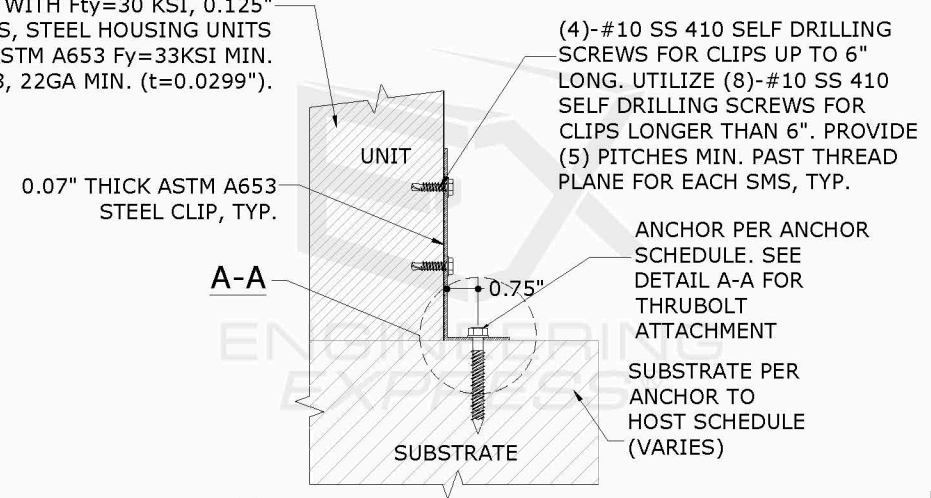 WITH Fty=30 KSI, 0.125"
S, STEEL HOUSING UNITS
ASTM A653 Fy=33KSI MIN.
3, 22GA MIN. (t=0.0299").
(4)-#10 SS 410 SELF DRILLING
SCREWS FOR CLIPS UP TO 6"
LONG. UTILIZE (8)-#10 SS 410
SELF DRILLING SCREWS FOR
CLIPS LONGER THAN 6". PROVIDE
(5) PITCHES MIN. PAST THREAD
PLANE FOR EACH SMS, TYP.
UNIT
0.07" THICK ASTM A653
STEEL CLIP, TYP.
A-A
0.75"
ANCHOR PER ANCHOR
SCHEDULE. SEE
DETAIL A-A FOR
THRUBOLT
ATTACHMENT
SUBSTRATE PER
ANCHOR TO
HOST SCHEDULE
(VARIES)
SUBSTRATE
EX
ENGINEERING
EXPRESS